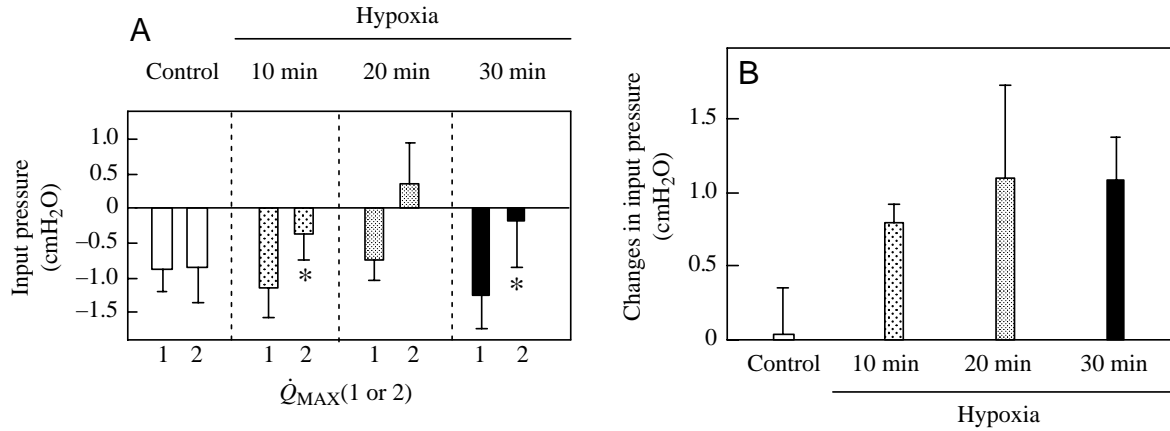 A
Hypoxia
Control 10 min 20 min 30 min
Input pressure
(cmH₂O)
1.0
0.5
0
−0.5
−1.0
−1.5
*
*
1 2 1 2 1 2 1 2
Q̇MAX(1 or 2)
B
Changes in input pressure
(cmH₂O)
1.5
1.0
0.5
0
Control 10 min 20 min 30 min
Hypoxia